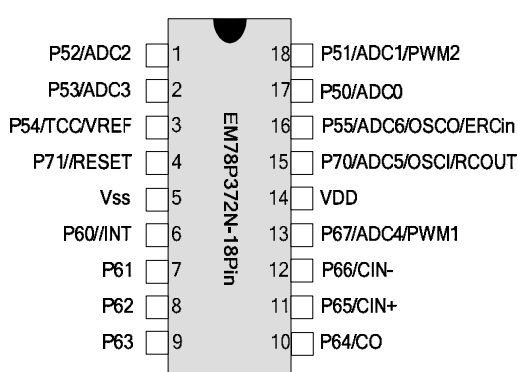 P52/ADC2 1 18 P51/ADC1/PWM2
P53/ADC3 2 17 P50/ADC0
P54/TCC/VREF 3 16 P55/ADC6/OSCO/ERCin
P71//RESET 4 15 P70/ADC5/OSCI/RCOUT
Vss 5 14 VDD
P60//INT 6 13 P67/ADC4/PWM1
P61 7 12 P66/CIN-
P62 8 11 P65/CIN+
P63 9 10 P64/CO
EM78P372N-18Pin